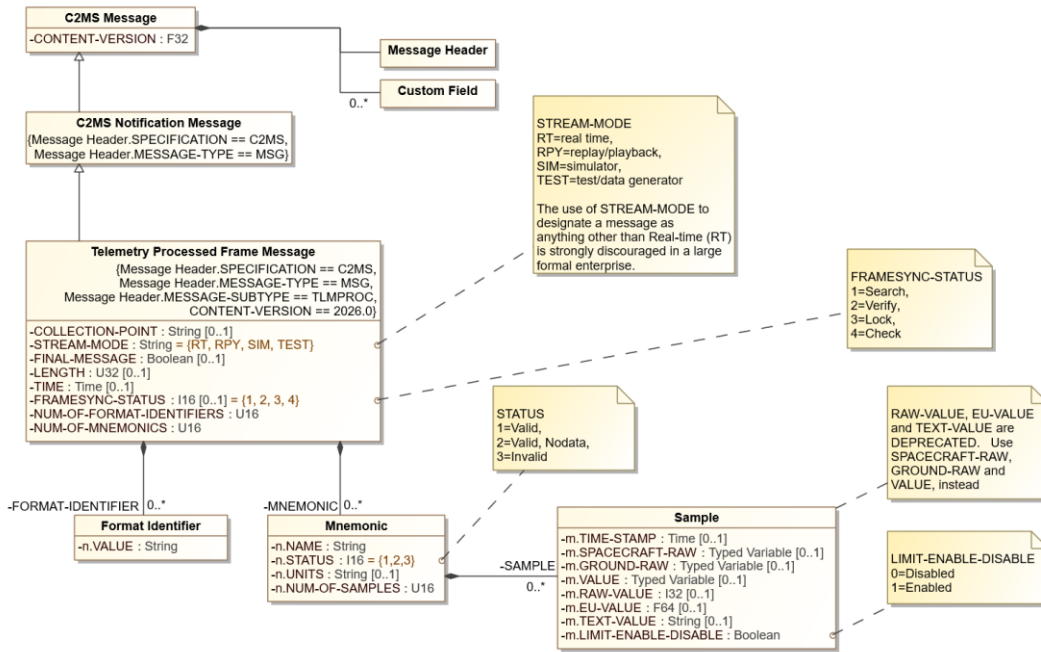 C2MS Message
-CONTENT-VERSION : F32
Message Header
Custom Field
0..*
C2MS Notification Message
{Message Header.SPECIFICATION == C2MS,
Message Header.MESSAGE-TYPE == MSG}
STREAM-MODE
RT=real time,
RPY=replay/playback,
SIM=simulator,
TEST=test/data generator
The use of STREAM-MODE to
designate a message as
anything other than Real-time (RT)
is strongly discouraged in a large
formal enterprise.
Telemetry Processed Frame Message
{Message Header.SPECIFICATION == C2MS,
Message Header.MESSAGE-TYPE == MSG,
Message Header.MESSAGE-SUBTYPE == TLMPROC,
CONTENT-VERSION == 2026.0}
-COLLECTION-POINT : String [0..1]
-STREAM-MODE : String = {RT, RPY, SIM, TEST}
-FINAL-MESSAGE : Boolean [0..1]
-LENGTH : U32 [0..1]
-TIME : Time [0..1]
-FRAMESYNC-STATUS : I16 [0..1] = {1, 2, 3, 4}
-NUM-OF-FORMAT-IDENTIFIERS : U16
-NUM-OF-MNEMONICS : U16
FRAMESYNC-STATUS
1=Search,
2=Verify,
3=Lock,
4=Check
STATUS
1=Valid,
2=Valid, Nodata,
3=Invalid
RAW-VALUE, EU-VALUE
and TEXT-VALUE are
DEPRECATED. Use
SPACECRAFT-RAW,
GROUND-RAW and
VALUE, instead
-FORMAT-IDENTIFIER
0..*
-MNEMONIC
0..*
Format Identifier
-n.VALUE : String
Mnemonic
-n.NAME : String
-n.STATUS : I16 = {1,2,3}
-n.UNITS : String [0..1]
-n.NUM-OF-SAMPLES : U16
-SAMPLE
0..*
Sample
-m.TIME-STAMP : Time [0..1]
-m.SPACECRAFT-RAW : Typed Variable [0..1]
-m.GROUND-RAW : Typed Variable [0..1]
-m.VALUE : Typed Variable [0..1]
-m.RAW-VALUE : I32 [0..1]
-m.EU-VALUE : F64 [0..1]
-m.TEXT-VALUE : String [0..1]
-m.LIMIT-ENABLE-DISABLE : Boolean
LIMIT-ENABLE-DISABLE
0=Disabled
1=Enabled